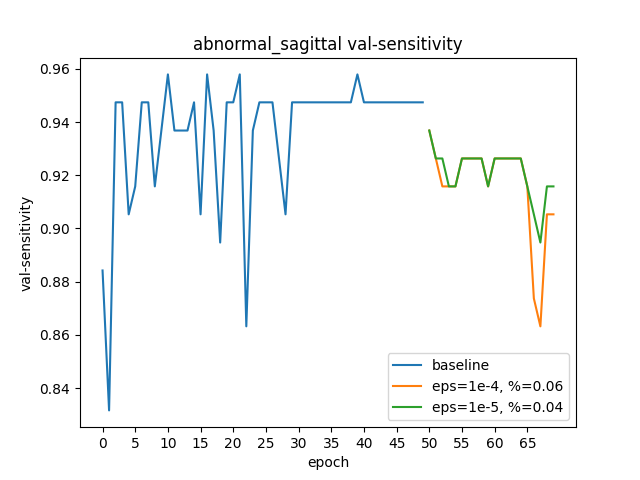 abnormal_sagittal val-sensitivity
0.96
0.94
0.92
0.90
0.88
0.86
0.84
val-sensitivity
baseline
eps=1e-4, %=0.06
eps=1e-5, %=0.04
0 5 10 15 20 25 30 35 40 45 50 55 60 65
epoch